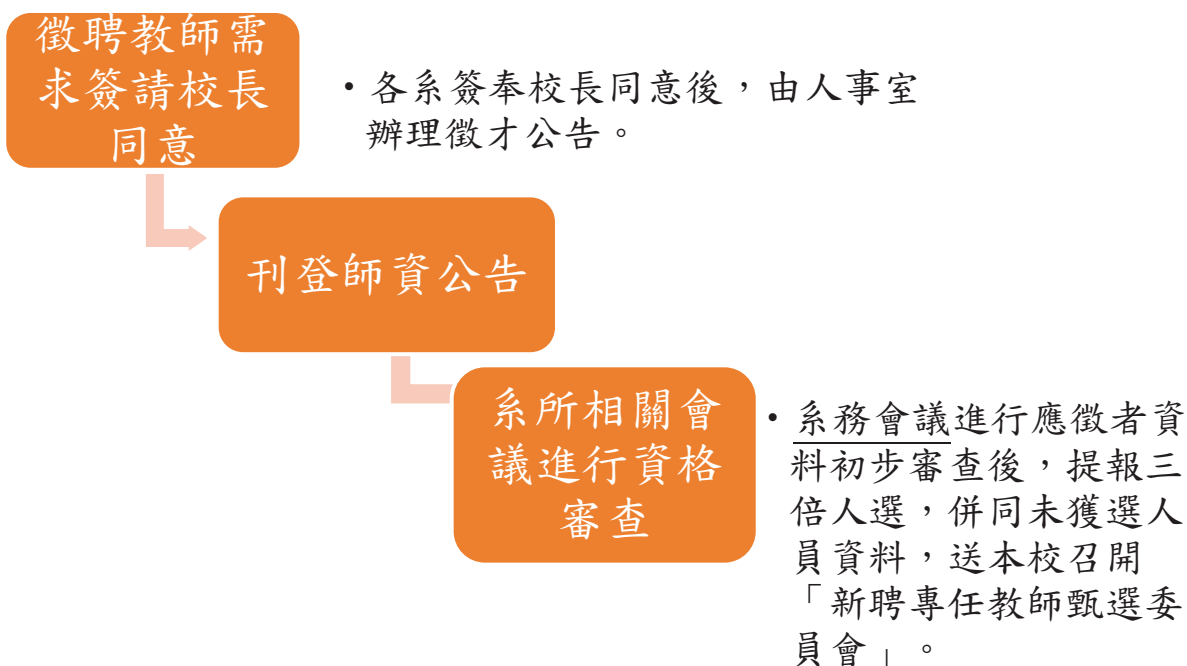 徵聘教師需
求簽請校長
同意
•各系簽奉校長同意後，由人事室
辦理徵才公告。
刊登師資公告
系所相關會
議進行資格
審查
•系務會議進行應徵者資
料初步審查後，提報三
倍人選，併同未獲選人
員資料，送本校召開
「新聘專任教師甄選委
員會」。